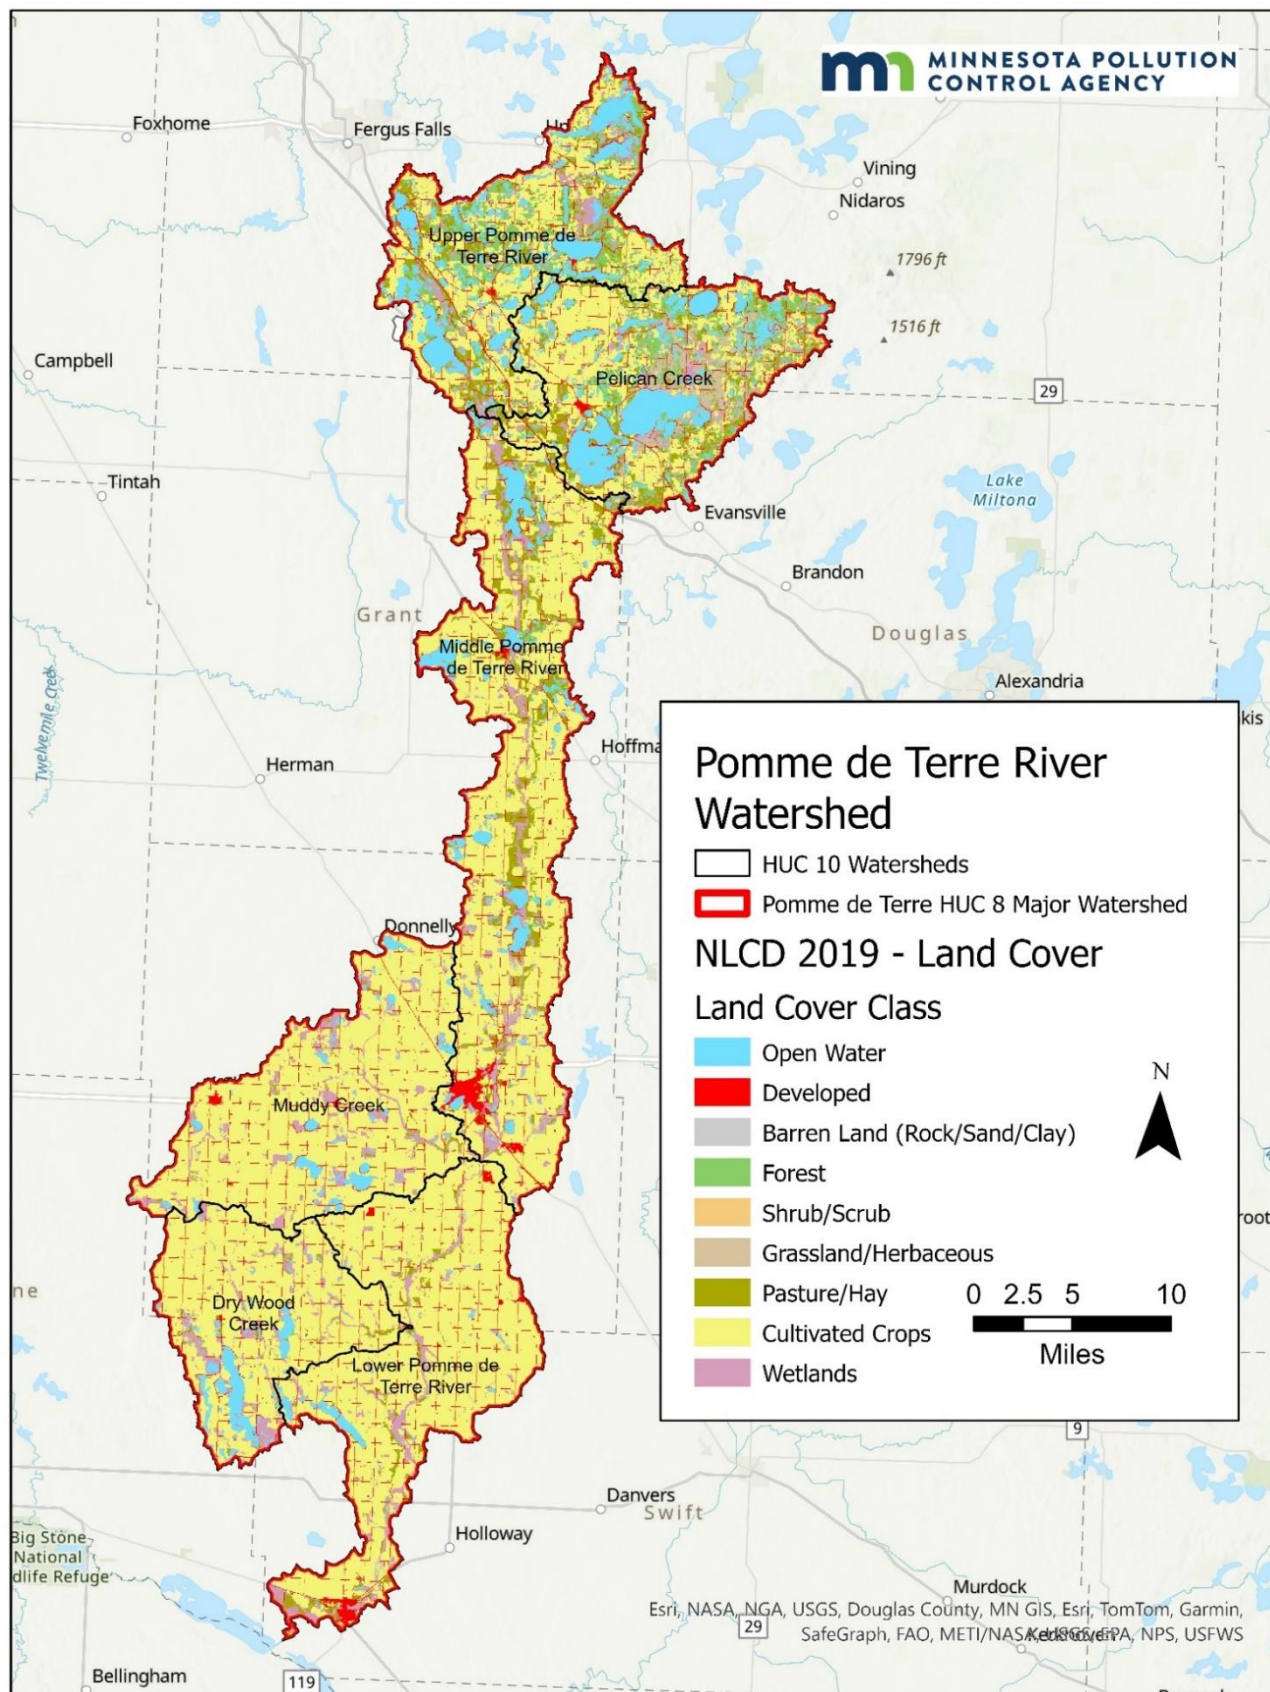 MINNESOTA POLLUTION
CONTROL AGENCY
Foxhome
Fergus Falls
Vining
Nidaros
Upper Pomme de
Terre River
1796 ft
1516 ft
Campbell
Pelican Creek
29
Tintah
Lake
Miltona
Evansville
Brandon
Grant
Douglas
Middle Pomme
de Terre River
Alexandria
Twelvemile Creek
Herman
Pomme de Terre River
Watershed
HUC 10 Watersheds
Pomme de Terre HUC 8 Major Watershed
NLCD 2019 - Land Cover
Land Cover Class
Open Water
Developed
Barren Land (Rock/Sand/Clay)
Forest
Shrub/Scrub
Grassland/Herbaceous
Pasture/Hay
Cultivated Crops
Wetlands
N
0 2.5 5 10
Miles
Donnelly
Muddy Creek
Dry Wood
Creek
Lower Pomme de
Terre River
9
Danvers
Swift
Holloway
Big Stone
National
Murdock
Esri, NASA, NGA, USGS, Douglas County, MN GIS, Esri, TomTom, Garmin,
29
SafeGraph, FAO, METI/NASA, USGS, EPA, NPS, USFWS
Bellingham
119